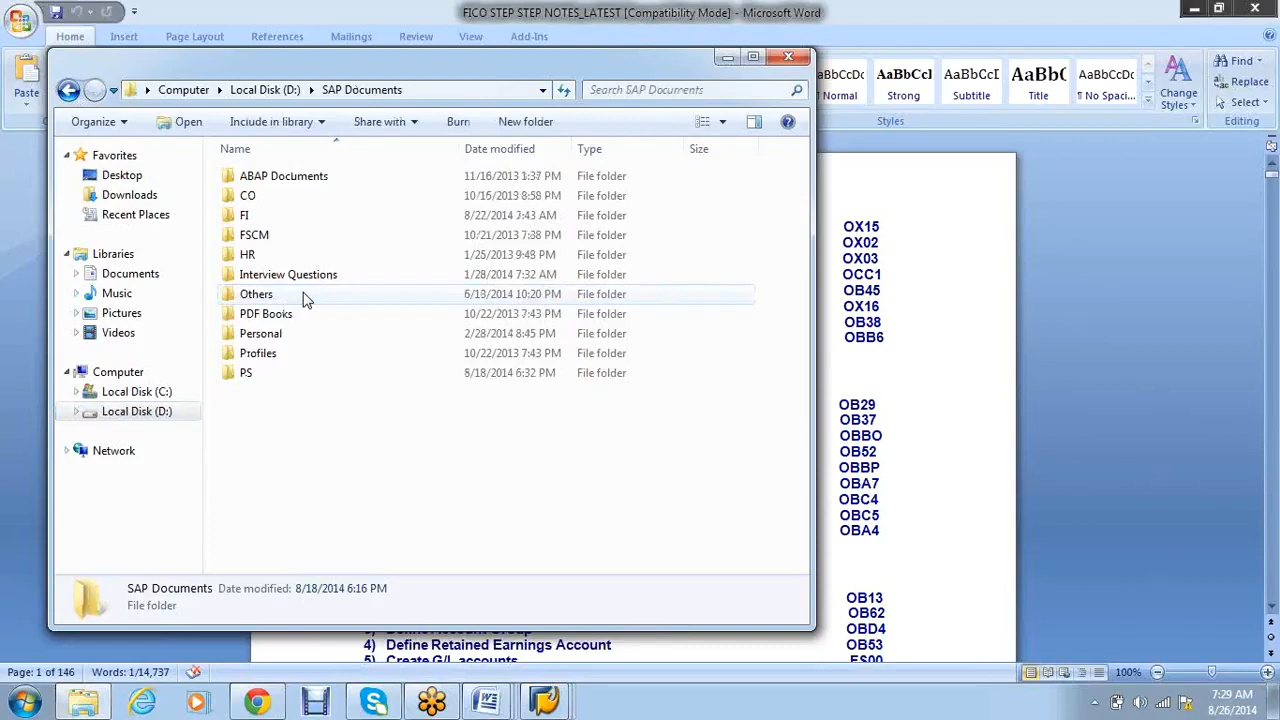 FICO STEP STEP NOTES_LATEST [Compatibility Mode] - Microsoft Word
Home Insert Page Layout References Mailings Review View Add-Ins
Paste
AaBbCcDc AaBbCcl AaBbCcD AaBbC AaBbCcDc
Normal Strong Subtitle Title No Spaci...
Change Styles
Find
Replace
Select
Styles Editing
Computer Local Disk (D:) SAP Documents
Search SAP Documents
Organize Open Include in library Share with Burn New folder
Name Date modified Type Size
ABAP Documents 11/16/2013 1:37 PM File folder
CO 10/15/2013 8:58 PM File folder
FI 8/22/2014 7:43 AM File folder
FSCM 10/21/2013 7:38 PM File folder
HR 1/25/2013 9:48 PM File folder
Interview Questions 1/28/2014 7:32 AM File folder
Others 6/18/2014 10:20 PM File folder
PDF Books 10/22/2013 7:43 PM File folder
Personal 2/28/2014 8:45 PM File folder
Profiles 10/22/2013 7:43 PM File folder
PS 8/18/2014 6:32 PM File folder
Favorites
Desktop
Downloads
Recent Places
Libraries
Documents
Music
Pictures
Videos
Computer
Local Disk (C:)
Local Disk (D:)
Network
SAP Documents Date modified: 8/18/2014 6:16 PM
File folder
OX15
OX02
OX03
OCC1
OB45
OX16
OB38
OBB6
OB29
OB37
OBBO
OB52
OBBP
OBA7
OBC4
OBC5
OBA4
OB13
OB62
OBD4
4) Define Retained Earnings Account OB53
5) Create G/L accounts FS00
Page: 1 of 146 Words: 1/14,737 100%
7:29 AM
8/26/2014